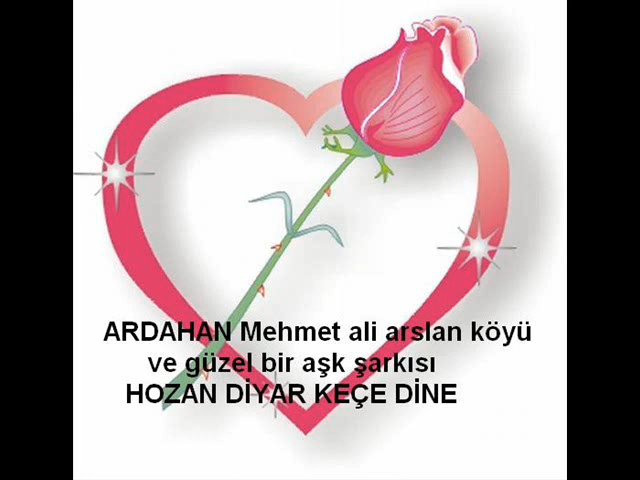 ARDAHAN Mehmet ali arslan köyü
ve güzel bir aşk şarkısı
HOZAN DİYAR KEÇE DİNE